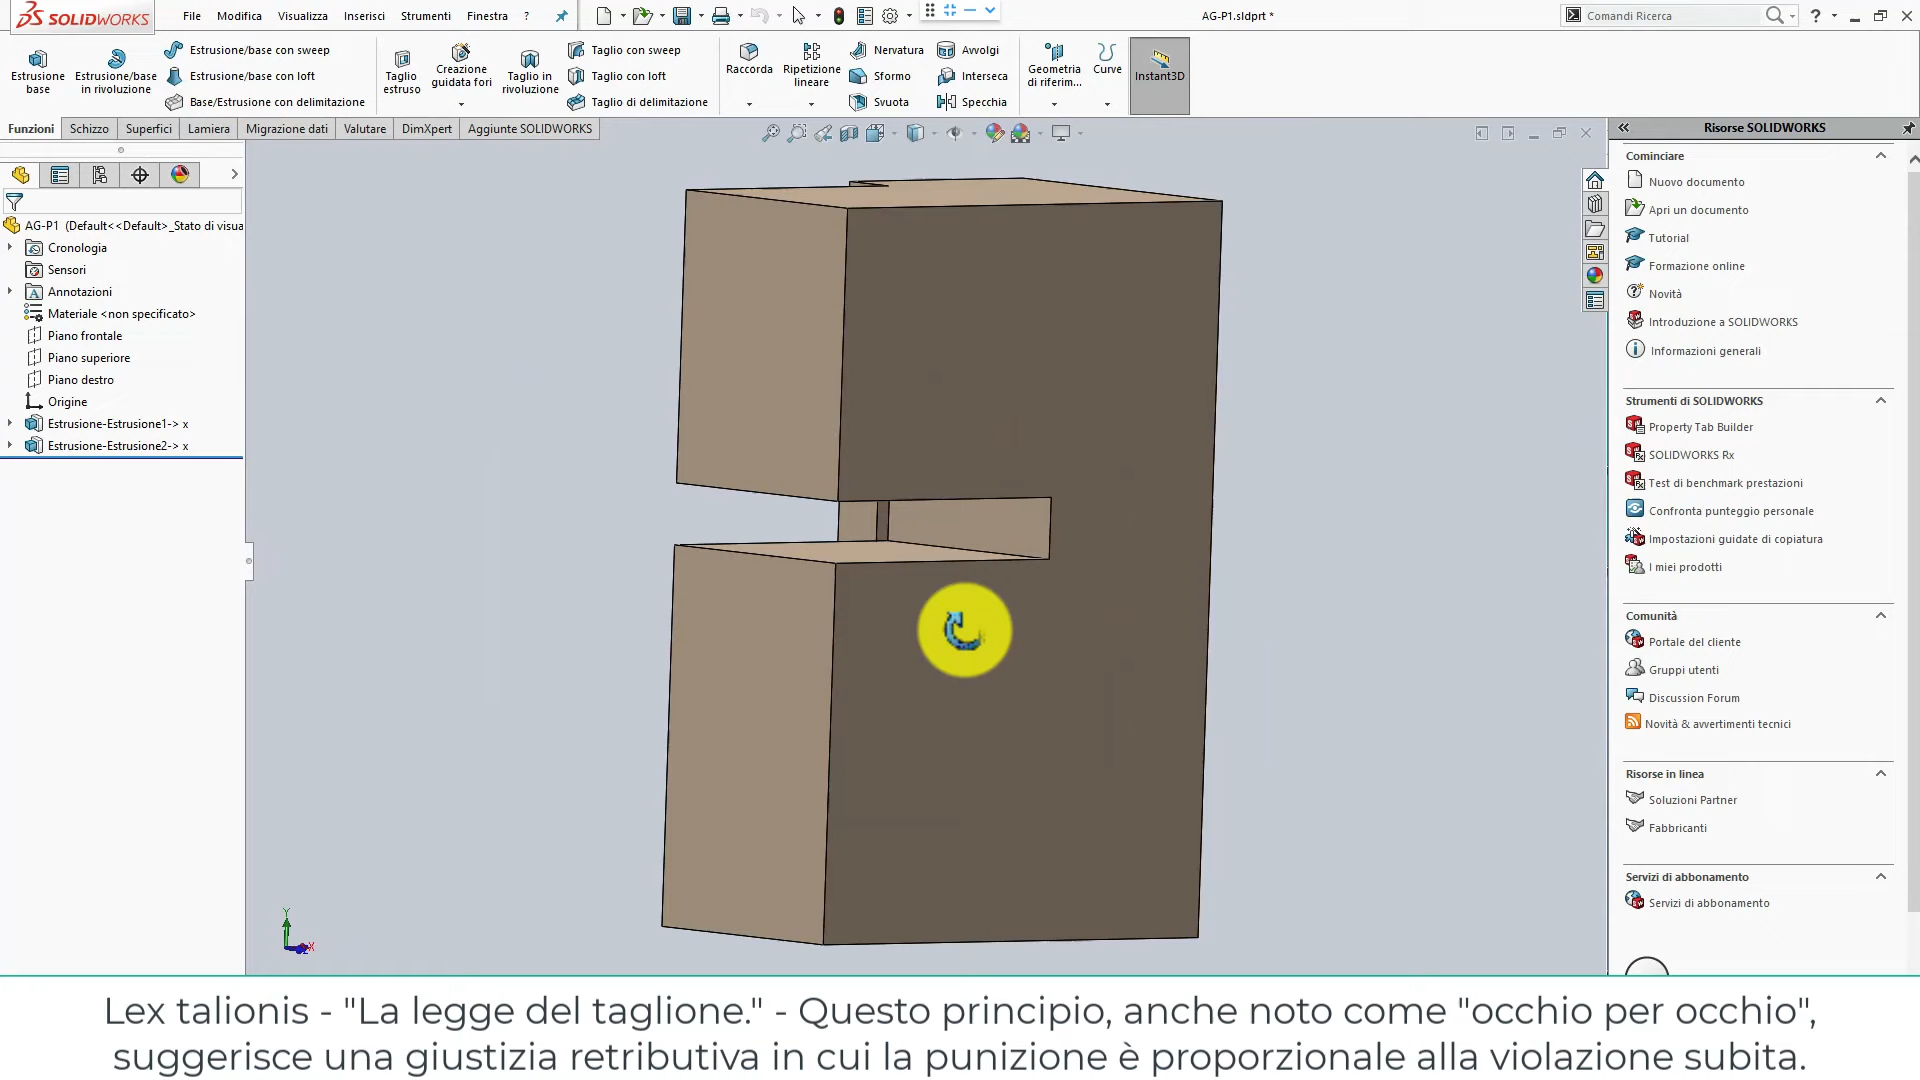 SOLIDWORKS
File Modifica Visualizza Inserisci Strumenti Finestra ?
AG-P1.sldprt *
Comandi Ricerca
?
Estrusione
base
Estrusione/base
in rivoluzione
Estrusione/base con sweep
Estrusione/base con loft
Base/Estrusione con delimitazione
Taglio
estruso
Creazione
guidata fori
Taglio in
rivoluzione
Taglio con sweep
Taglio con loft
Taglio di delimitazione
Raccorda
Ripetizione
lineare
Nervatura
Sformo
Svuota
Avvolgi
Interseca
Specchia
Geometria
di riferim...
Curve
Instant3D
Funzioni Schizzo Superfici Lamiera Migrazione dati Valutare DimXpert Aggiunte SOLIDWORKS
AG-P1 (Default<<Default>_Stato di visua
Cronologia
Sensori
Annotazioni
Materiale <non specificato>
Piano frontale
Piano superiore
Piano destro
Origine
Estrusione-Estrusione1-> x
Estrusione-Estrusione2-> x
Y
X
Risorse SOLIDWORKS
Cominciare
Nuovo documento
Apri un documento
Tutorial
Formazione online
Novità
Introduzione a SOLIDWORKS
Informazioni generali
Strumenti di SOLIDWORKS
Property Tab Builder
SOLIDWORKS Rx
Test di benchmark prestazioni
Confronta punteggio personale
Impostazioni guidate di copiatura
I miei prodotti
Comunità
Portale del cliente
Gruppi utenti
Discussion Forum
Novità & avvertimenti tecnici
Risorse in linea
Soluzioni Partner
Fabbricanti
Servizi di abbonamento
Servizi di abbonamento
Lex talionis - "La legge del taglione." - Questo principio, anche noto come "occhio per occhio",
suggerisce una giustizia retributiva in cui la punizione è proporzionale alla violazione subita.